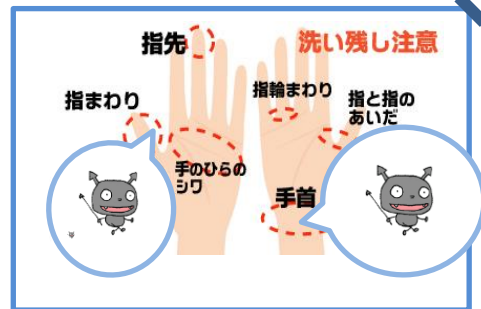 指先
洗い残し注意
指まわり
指輪まわり
指と指の
あいだ
手のひらの
シワ
手首